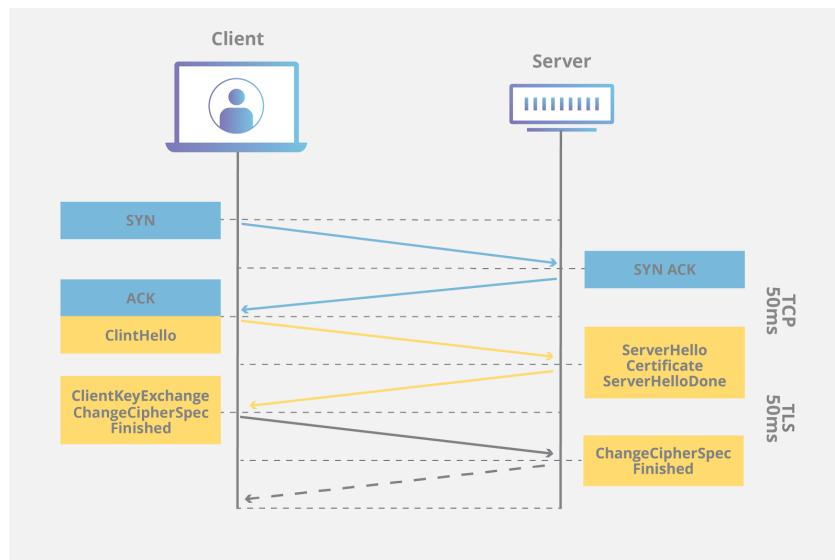 Client
Server
SYN
SYN ACK
ACK
ClintHello
TCP
50ms
ServerHello
Certificate
ServerHelloDone
ClientKeyExchange
ChangeCipherSpec
Finished
TLS
50ms
ChangeCipherSpec
Finished